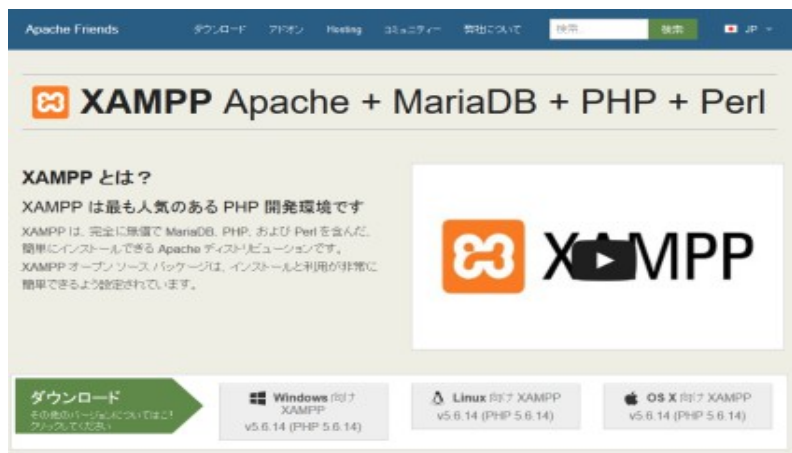 Apache Friends ダウンロード アドオン Hosting コミュニティー 弊社について 検索... 検索 JP
XAMPP Apache + MariaDB + PHP + Perl
XAMPP とは？
XAMPP は最も人気のある PHP 開発環境です
XAMPP は、完全に無償で MariaDB、PHP、および Perl を含んだ、
簡単にインストールできる Apache ディストリビューションです。
XAMPP オープン ソース パッケージは、インストールと利用が非常に
簡単できるよう設定されています。
XAMPP
ダウンロード
その他のバージョンについてはこち
クリックしてください
Windows 向け
XAMPP
v5.6.14 (PHP 5.6.14)
Linux 向け XAMPP
v5.6.14 (PHP 5.6.14)
OS X 向け XAMPP
v5.6.14 (PHP 5.6.14)